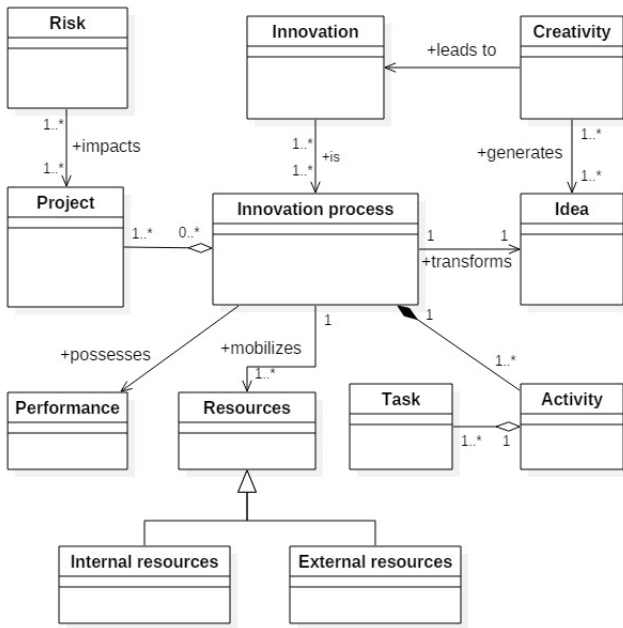 Risk
Innovation
Creativity
+leads to
1..*
+impacts
1..*
1..*
+is
1..*
1..*
+generates
1..*
Project
Innovation process
Idea
1..*
0..*
1
1
+transforms
+possesses
1
+mobilizes
1..*
1
1..*
Performance
Resources
Task
Activity
1..*
1
Internal resources
External resources